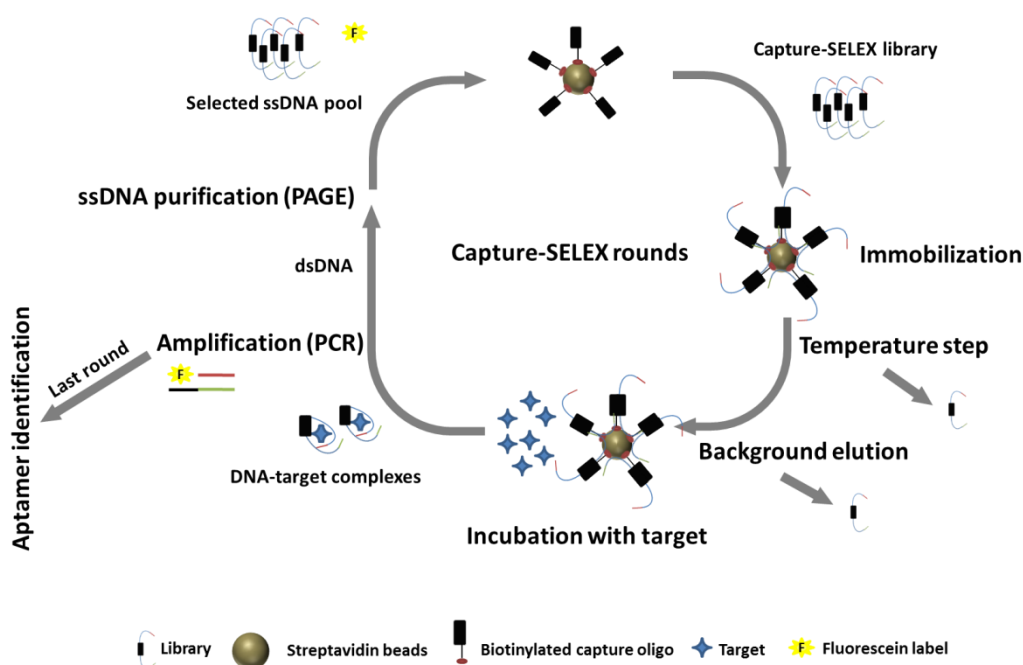 F
Capture-SELEX library
Selected ssDNA pool
ssDNA purification (PAGE)
Capture-SELEX rounds
Immobilization
dsDNA
Amplification (PCR)
Temperature step
Last round
F
Aptamer identification
Background elution
DNA-target complexes
Incubation with target
Library
Streptavidin beads
Biotinylated capture oligo
Target
F
Fluorescein label